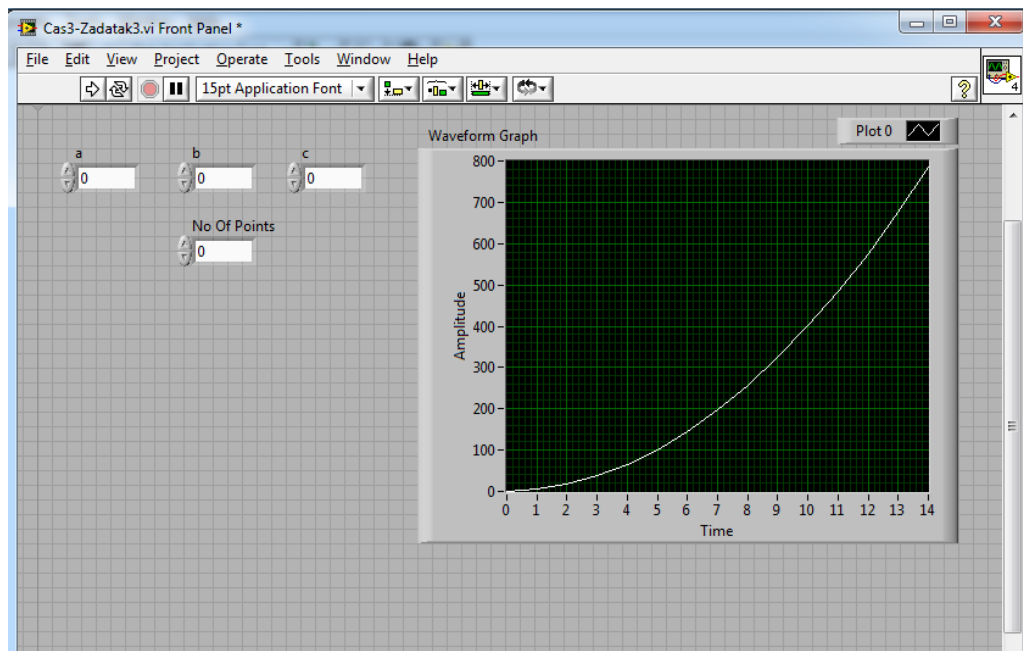 Cas3-Zadatak3.vi Front Panel *
File Edit View Project Operate Tools Window Help
15pt Application Font
? 4
Waveform Graph
Plot 0
a b c
0 0 0
No Of Points
0
800
700
600
500
400
300
200
100
0
Amplitude
0 1 2 3 4 5 6 7 8 9 10 11 12 13 14
Time